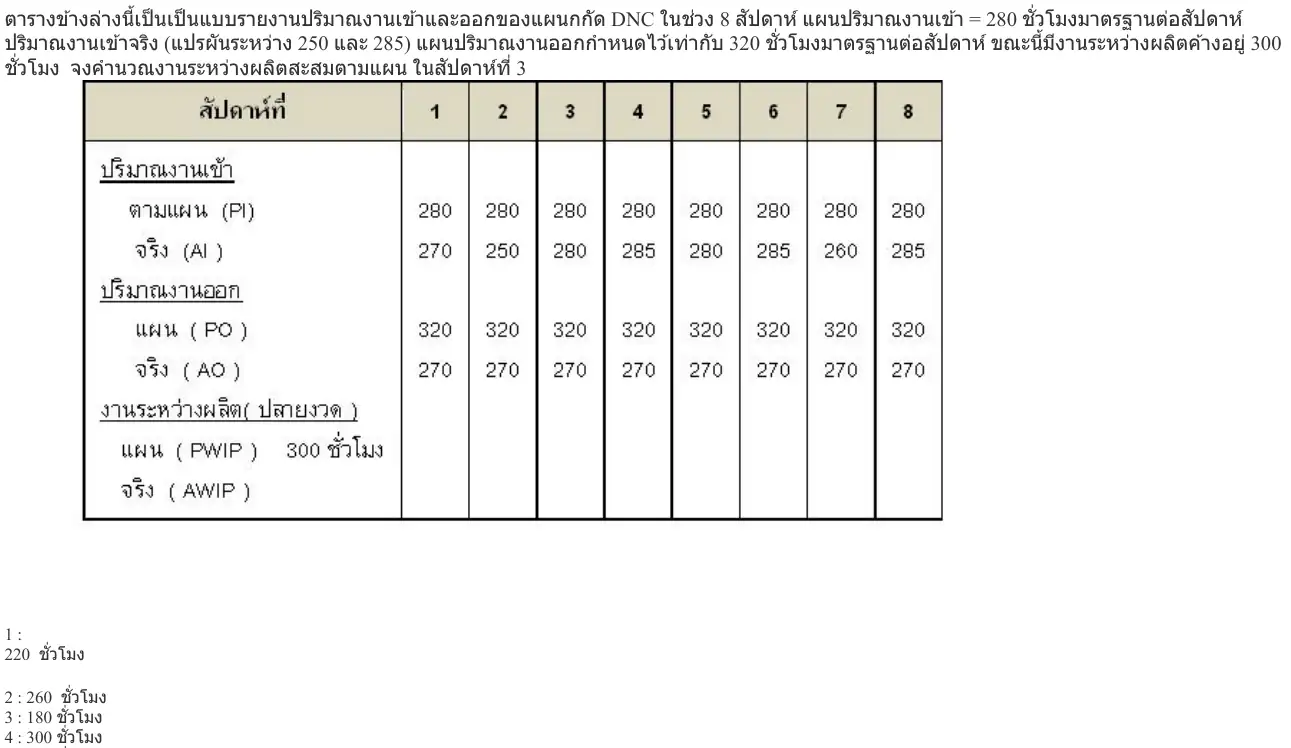 ตารางข้างล่างนี้เป็นเป็นแบบรายงานปริมาณงานเข้าและออกของแผนกกัด DNC ในช่วง 8 สัปดาห์ แผนปริมาณงานเข้า = 280 ชั่วโมงมาตรฐานต่อสัปดาห์
ปริมาณงานเข้าจริง (แปรผันระหว่าง 250 และ 285) แผนปริมาณงานออกกำหนดไว้เท่ากับ 320 ชั่วโมงมาตรฐานต่อสัปดาห์ ขณะนี้มีงานระหว่างผลิตค้างอยู่ 300
ชั่วโมง จงคำนวณงานระหว่างผลิตสะสมตามแผน ในสัปดาห์ที่ 3
สัปดาห์ที่ 1 2 3 4 5 6 7 8
ปริมาณงานเข้า
ตามแผน (PI) 280 280 280 280 280 280 280 280
จริง (AI ) 270 250 280 285 280 285 260 285
ปริมาณงานออก
แผน ( PO ) 320 320 320 320 320 320 320 320
จริง ( AO ) 270 270 270 270 270 270 270 270
งานระหว่างผลิต( ปลายงวด )
แผน ( PWIP ) 300 ชั่วโมง
จริง ( AWIP )
1 :
220 ชั่วโมง
2 : 260 ชั่วโมง
3 : 180 ชั่วโมง
4 : 300 ชั่วโมง